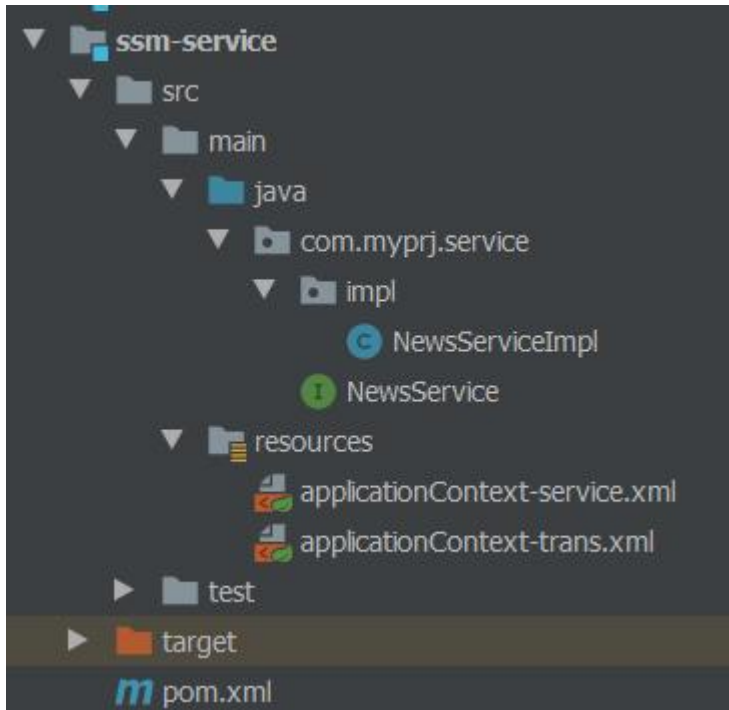 ssm-service
src
main
java
com.myprj.service
impl
NewsServiceImpl
NewsService
resources
applicationContext-service.xml
applicationContext-trans.xml
test
target
pom.xml